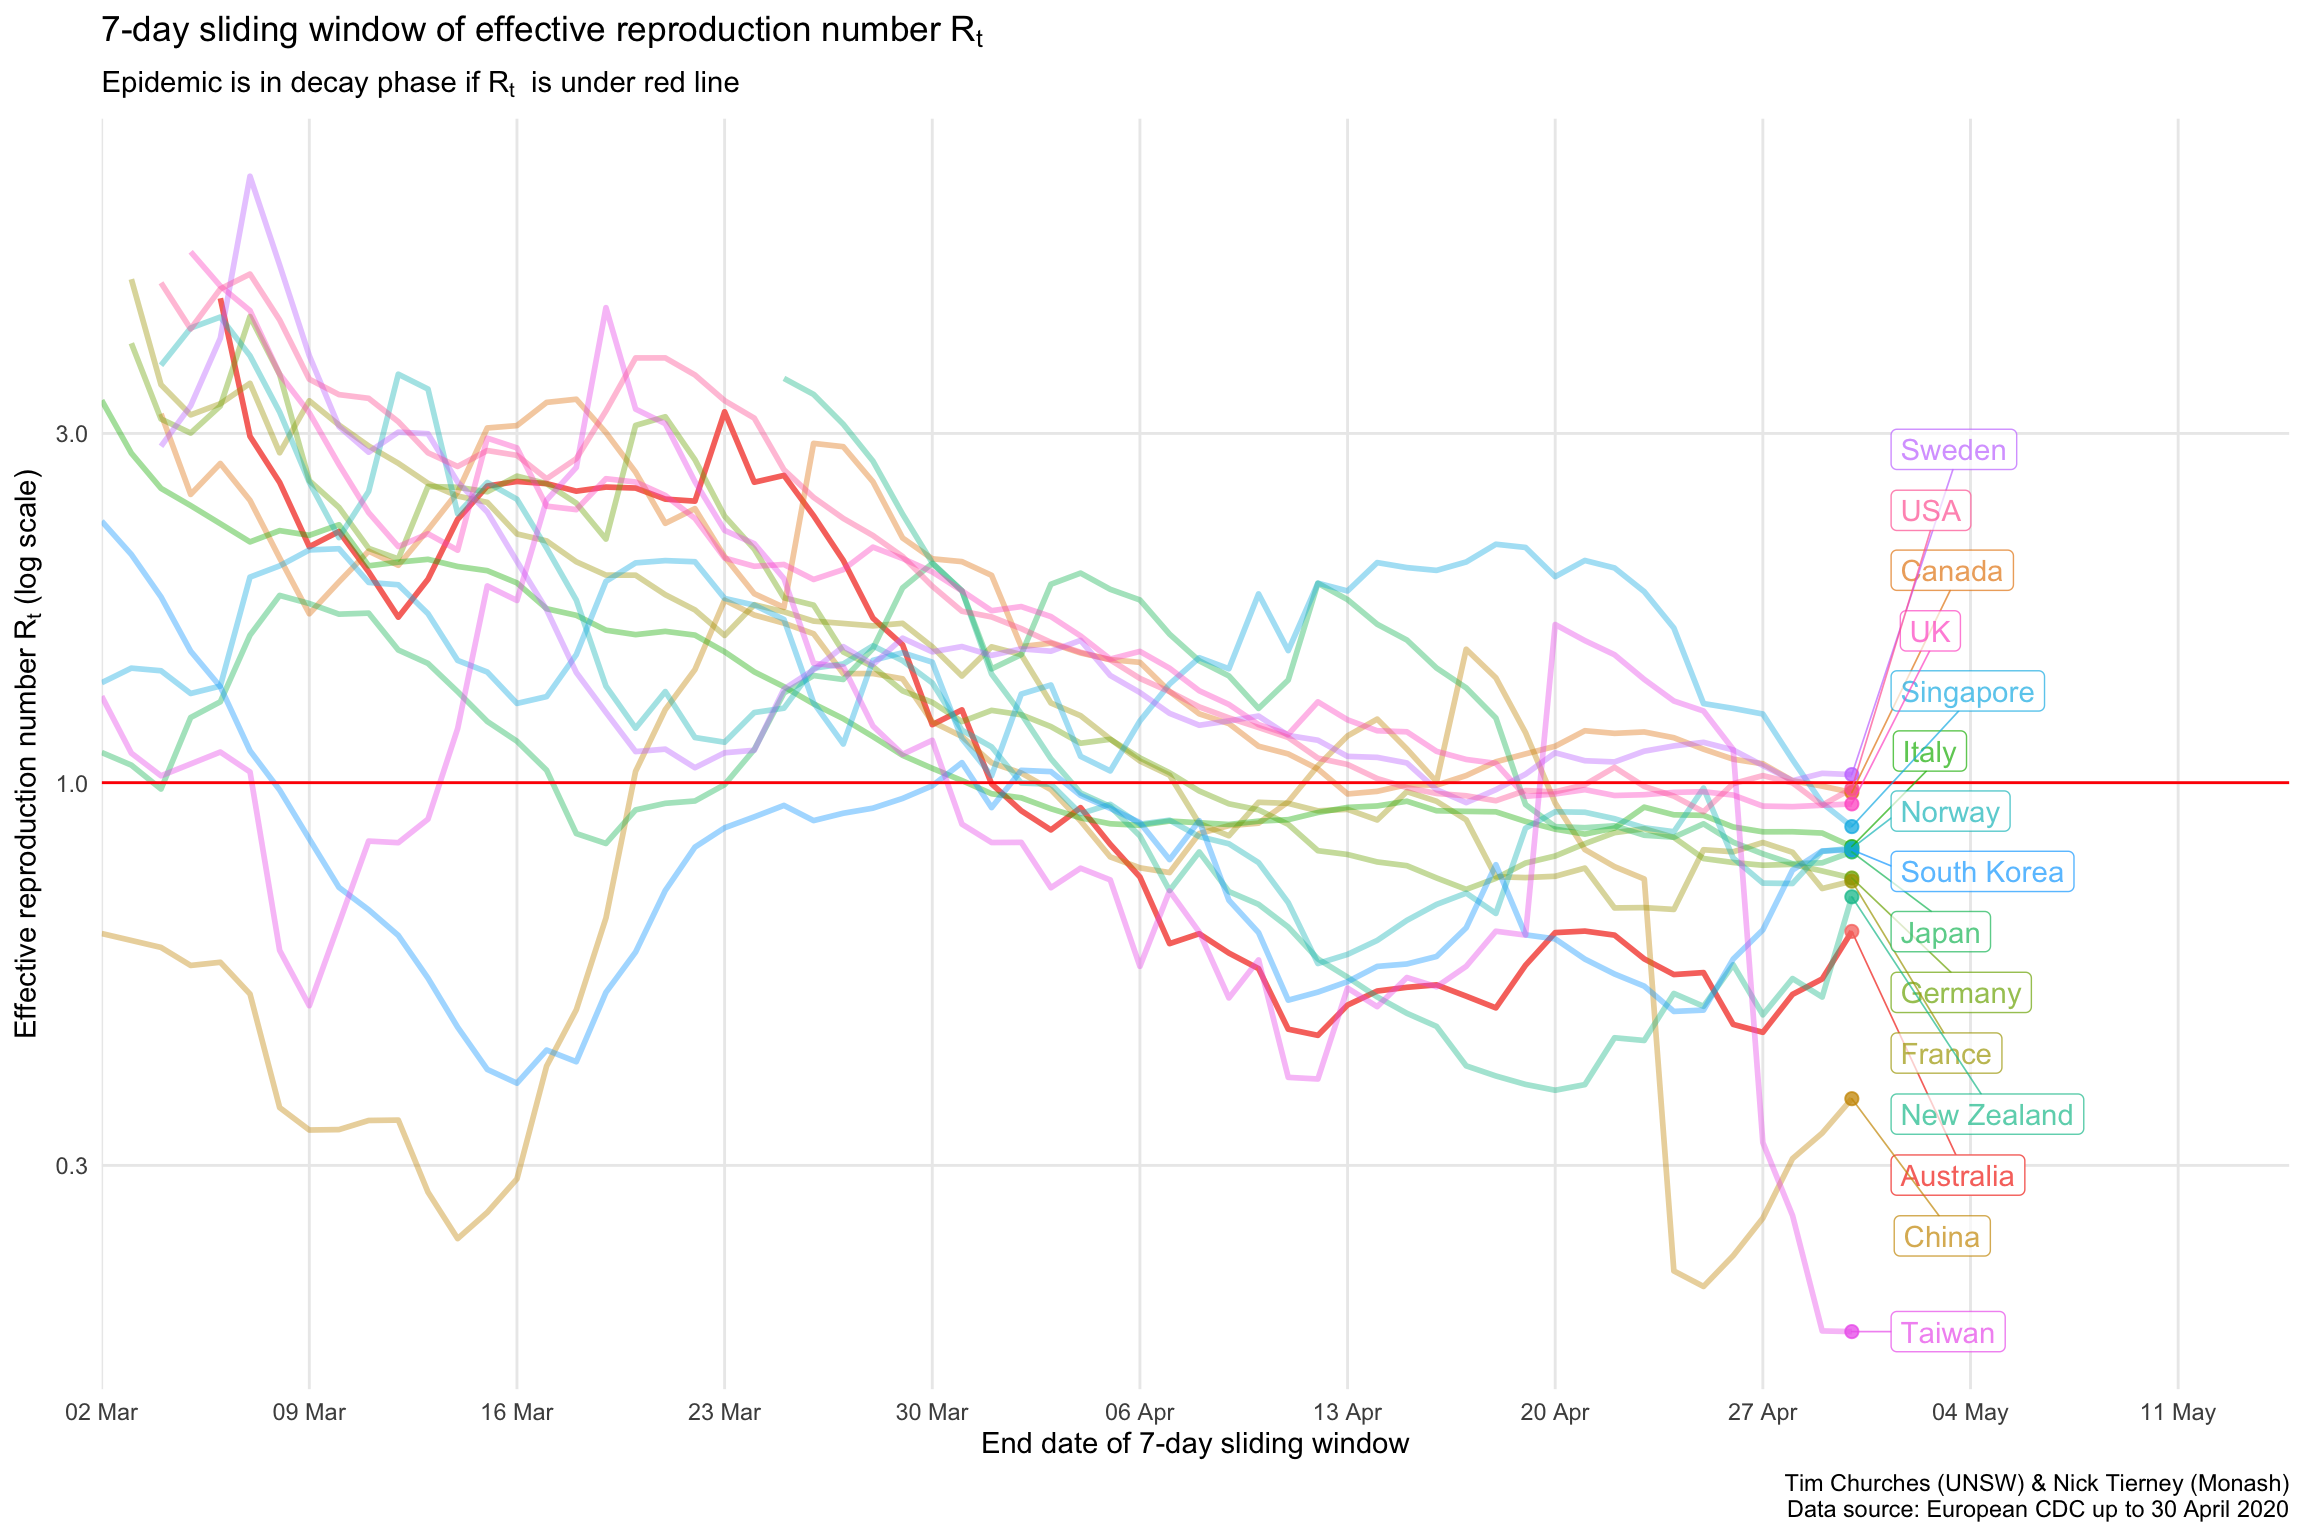 7-day sliding window of effective reproduction number Rt
Epidemic is in decay phase if Rt is under red line
Effective reproduction number Rt (log scale)
3.0
1.0
0.3
Sweden
USA
Canada
UK
Singapore
Italy
Norway
South Korea
Japan
Germany
France
New Zealand
Australia
China
Taiwan
02 Mar
09 Mar
16 Mar
23 Mar
30 Mar
06 Apr
13 Apr
20 Apr
27 Apr
04 May
11 May
End date of 7-day sliding window
Tim Churches (UNSW) & Nick Tierney (Monash)
Data source: European CDC up to 30 April 2020